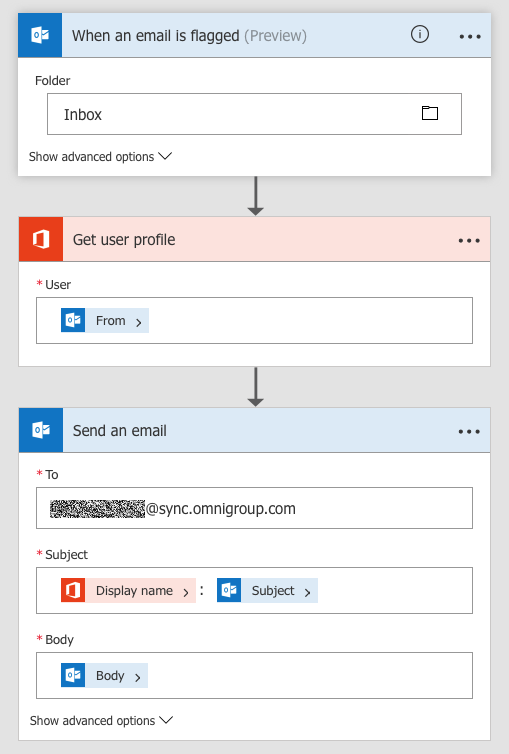 When an email is flagged (Preview)
Folder
Inbox
Show advanced options
Get user profile
* User
From
Send an email
* To
@sync.omnigroup.com
* Subject
Display name : Subject
* Body
Body
Show advanced options